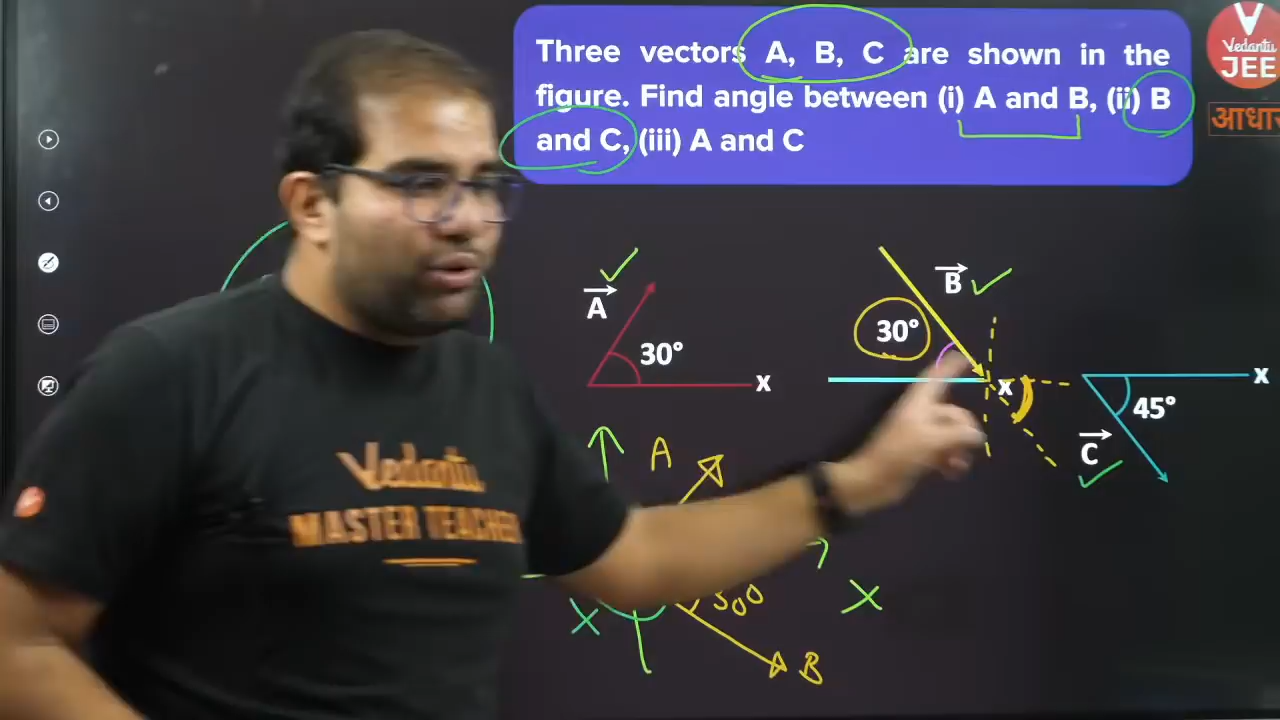 Three vectors A, B, C are shown in the
figure. Find angle between (i) A and B, (ii) B
and C, (iii) A and C
Vedantu
JEE
आधार
A
30°
x
B
30°
x
C
45°
x
A
X
30°
X
B
Vedantu
MASTER TEACHER